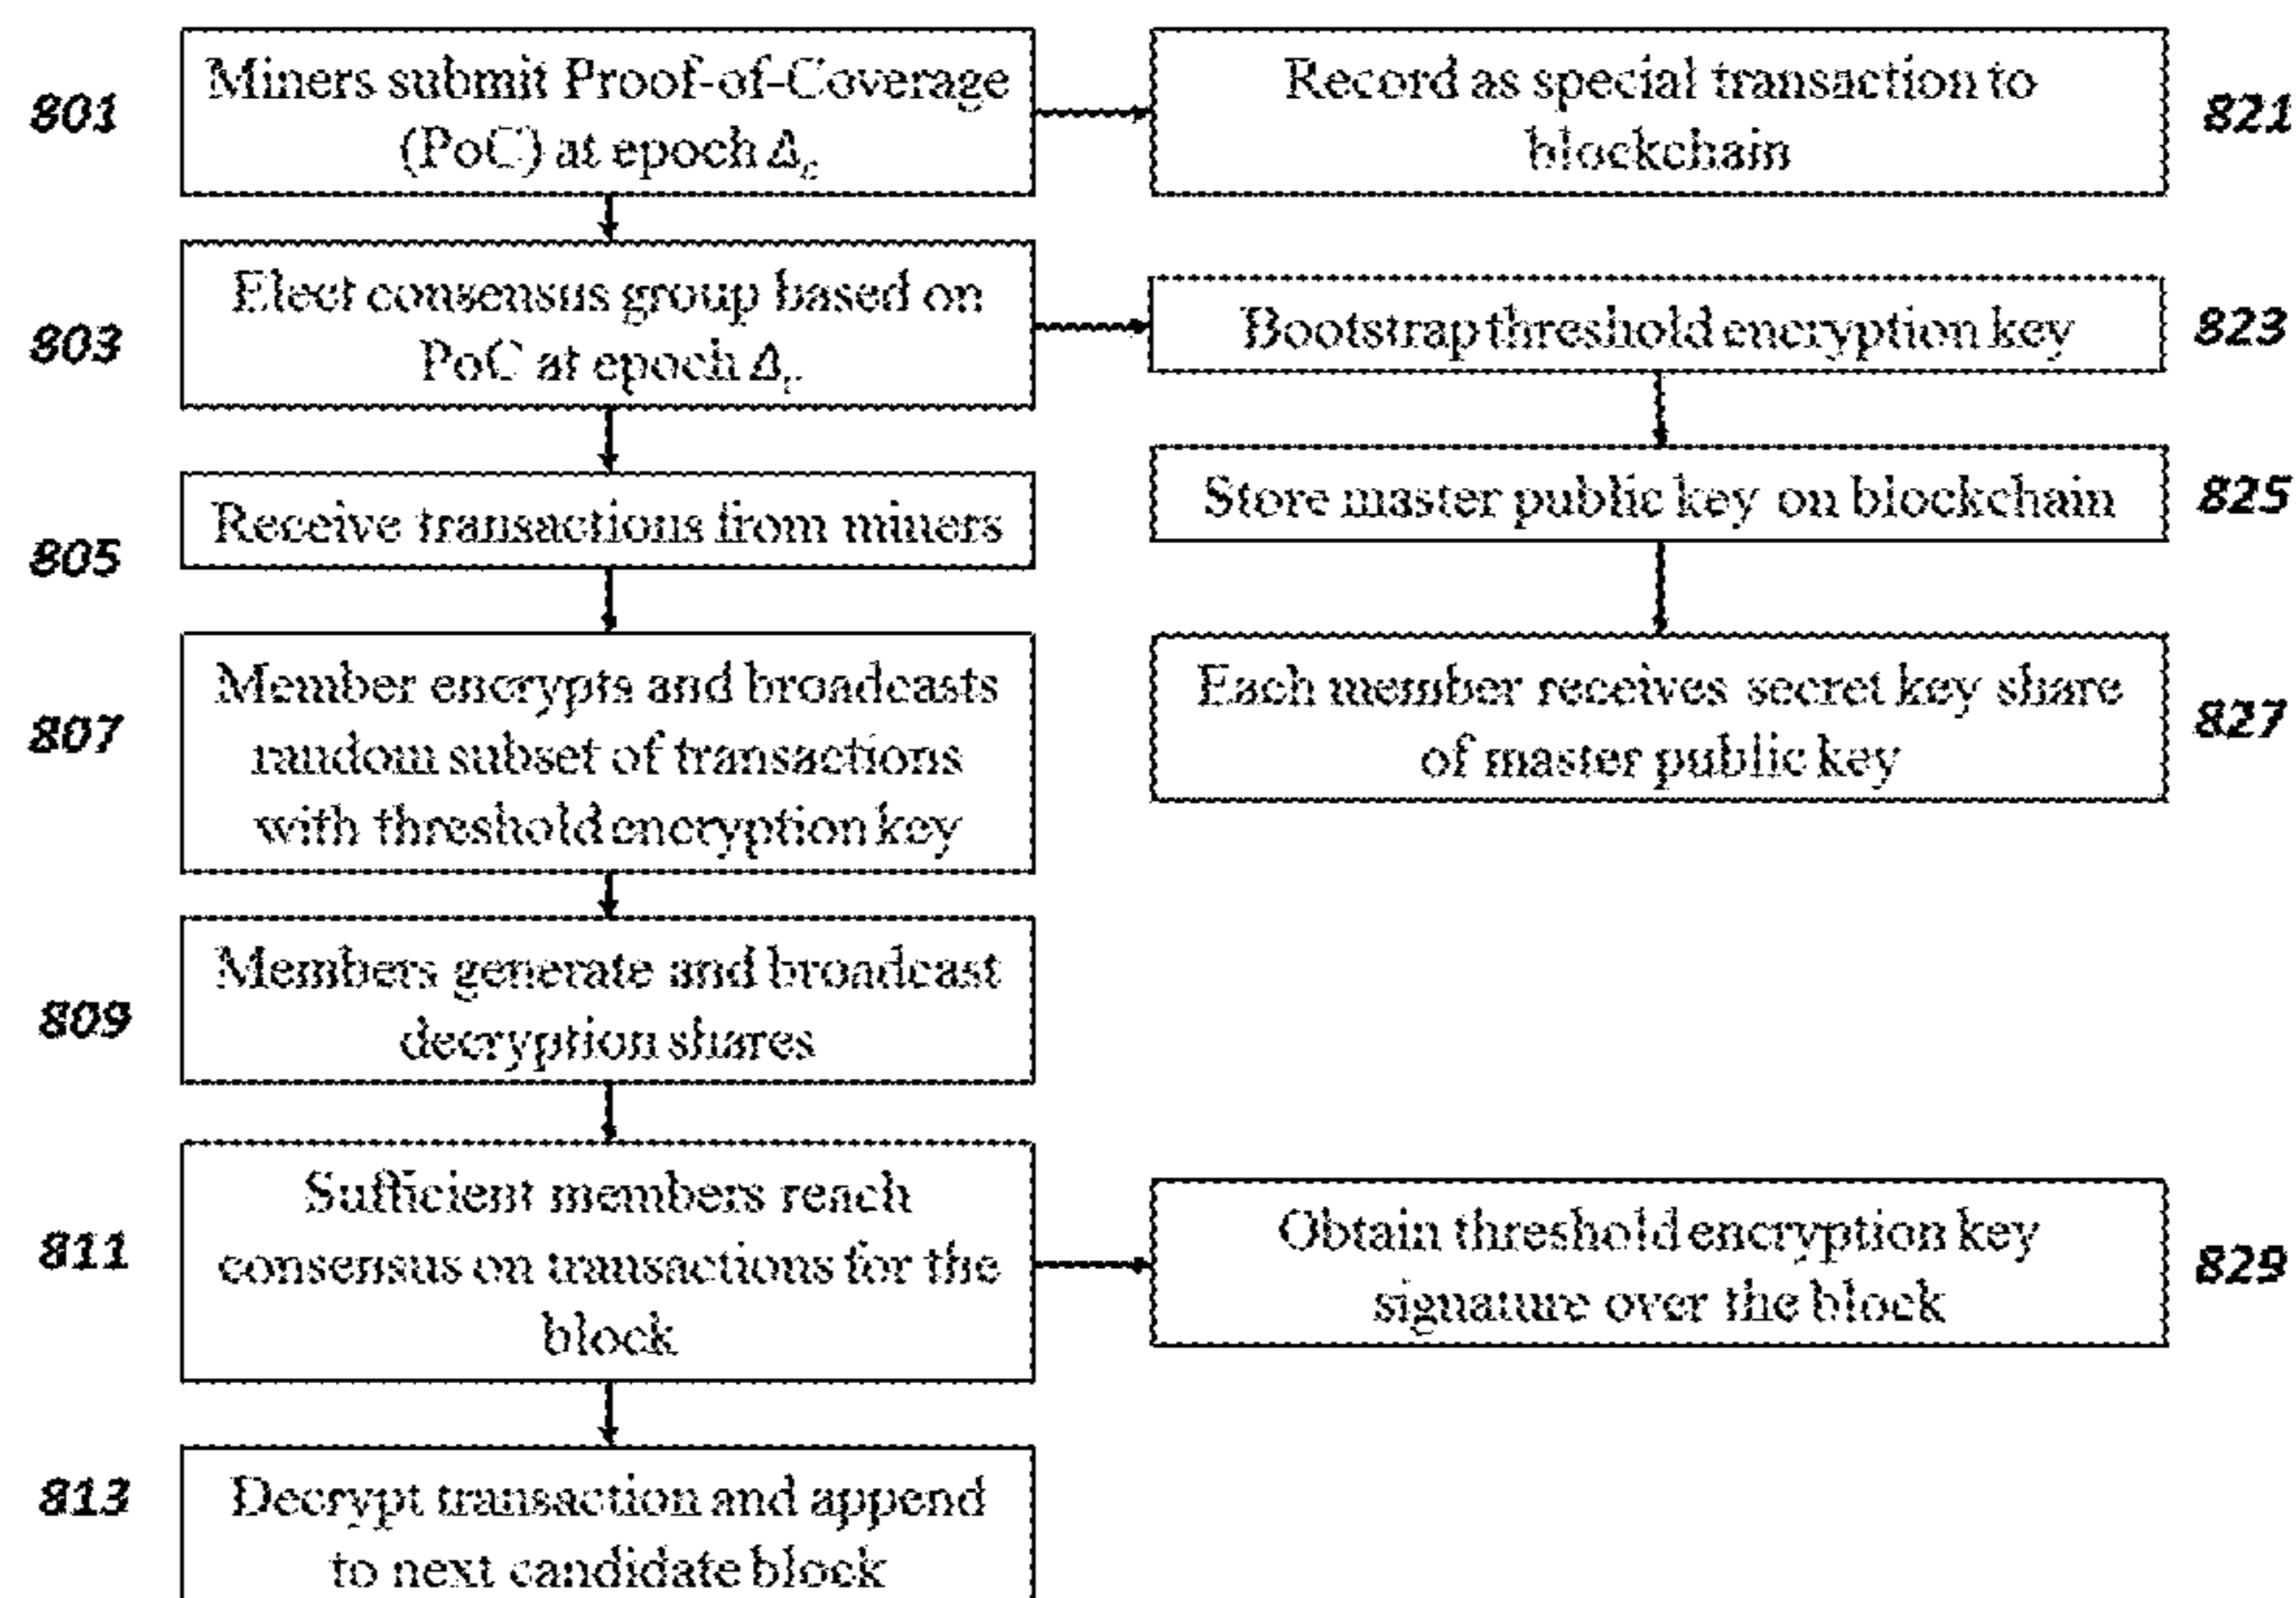 801
Miners submit Proof-of-Coverage
(PoC) at epoch Δe
Record as special transaction to
blockchain
821
803
Elect consensus group based on
PoC at epoch Δe
Bootstrap threshold encryption key
823
805
Receive transactions from miners
Store master public key on blockchain
825
807
Member encrypts and broadcasts
random subset of transactions
with threshold encryption key
Each member receives secret key share
of master public key
827
809
Members generate and broadcast
decryption shares
811
Sufficient members reach
consensus on transactions for the
block
Obtain threshold encryption key
signature over the block
829
813
Decrypt transaction and append
to next candidate block